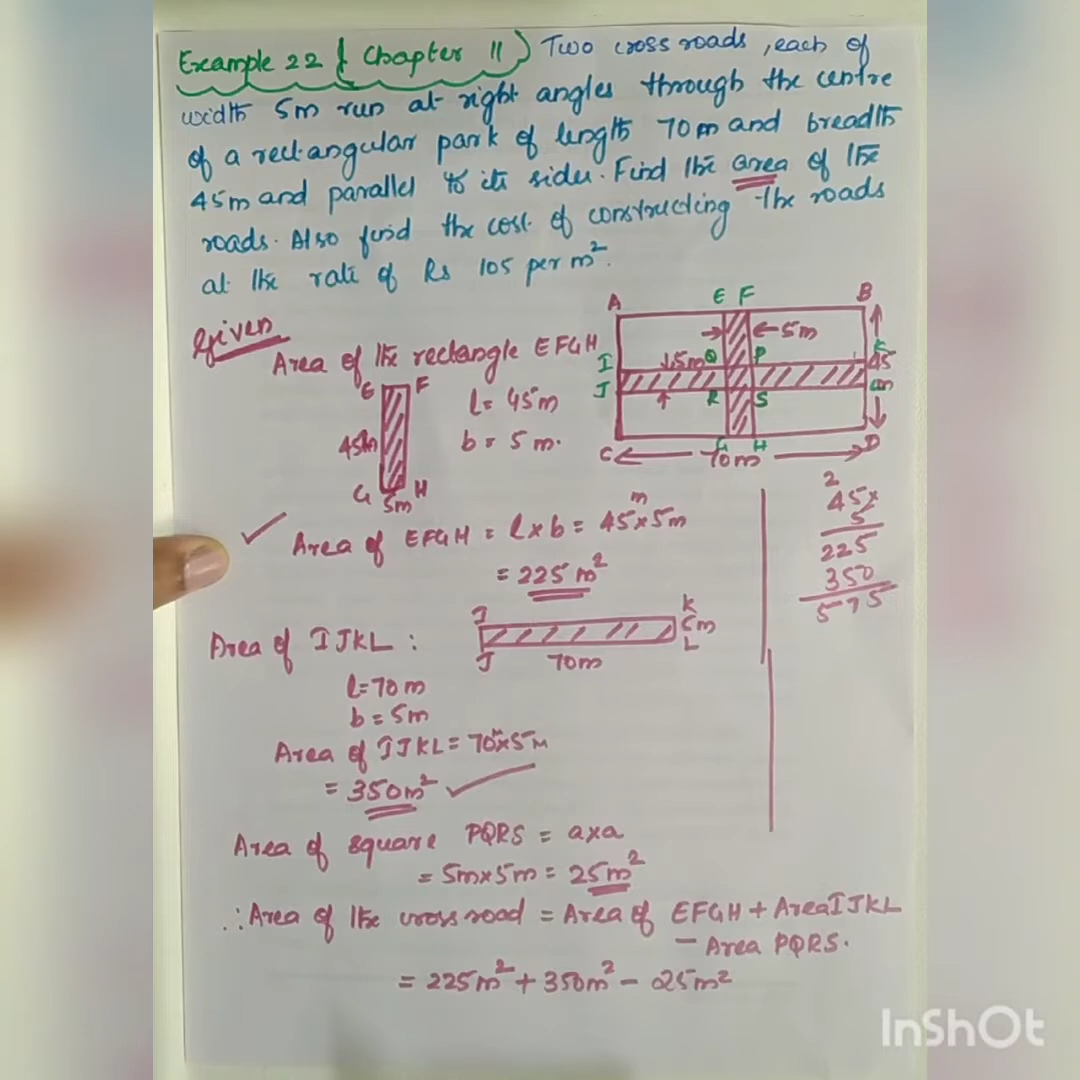 Example 22 { Chapter 11 } Two cross roads, each of
width 5m run at right angles through the centre
of a rectangular park of length 70m and breadth
45m and parallel to its sides. Find the area of the
roads. Also find the cost of constructing the roads
at the rate of Rs 105 per m².
Given
Area of the rectangle EFGH
E F
45m
G H
5m
l = 45m
b = 5m.
A E F B
I → ← 5m K
↓5m Q P 45
J R S m
C G H D
70m
Area of EFGH = l×b = 45m×5m
= 225 m²
2
45×
5
225
350
575
Area of IJKL :
I K
5m
J L
70m
l=70m
b=5m
Area of IJKL = 70m×5m
= 350m²
Area of square PQRS = a×a
= 5m×5m = 25m²
∴ Area of the cross road = Area of EFGH + Area IJKL
− Area PQRS.
= 225m² + 350m² − 25m²
InShOt